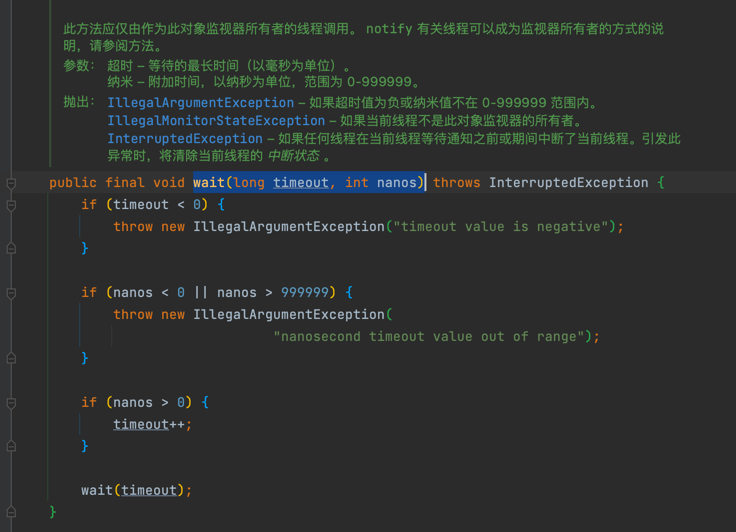 此方法应仅由作为此对象监视器所有者的线程调用。 notify 有关线程可以成为监视器所有者的方式的说
明，请参阅方法。
参数： 超时 – 等待的最长时间（以毫秒为单位）。
纳米 – 附加时间，以纳秒为单位，范围为 0-999999。
抛出： IllegalArgumentException – 如果超时值为负或纳米值不在 0-999999 范围内。
IllegalMonitorStateException – 如果当前线程不是此对象监视器的所有者。
InterruptedException – 如果任何线程在当前线程等待通知之前或期间中断了当前线程。引发此
异常时，将清除当前线程的 中断状态 。
public final void wait(long timeout, int nanos) throws InterruptedException {
if (timeout < 0) {
throw new IllegalArgumentException("timeout value is negative");
}
if (nanos < 0 || nanos > 999999) {
throw new IllegalArgumentException(
"nanosecond timeout value out of range");
}
if (nanos > 0) {
timeout++;
}
wait(timeout);
}